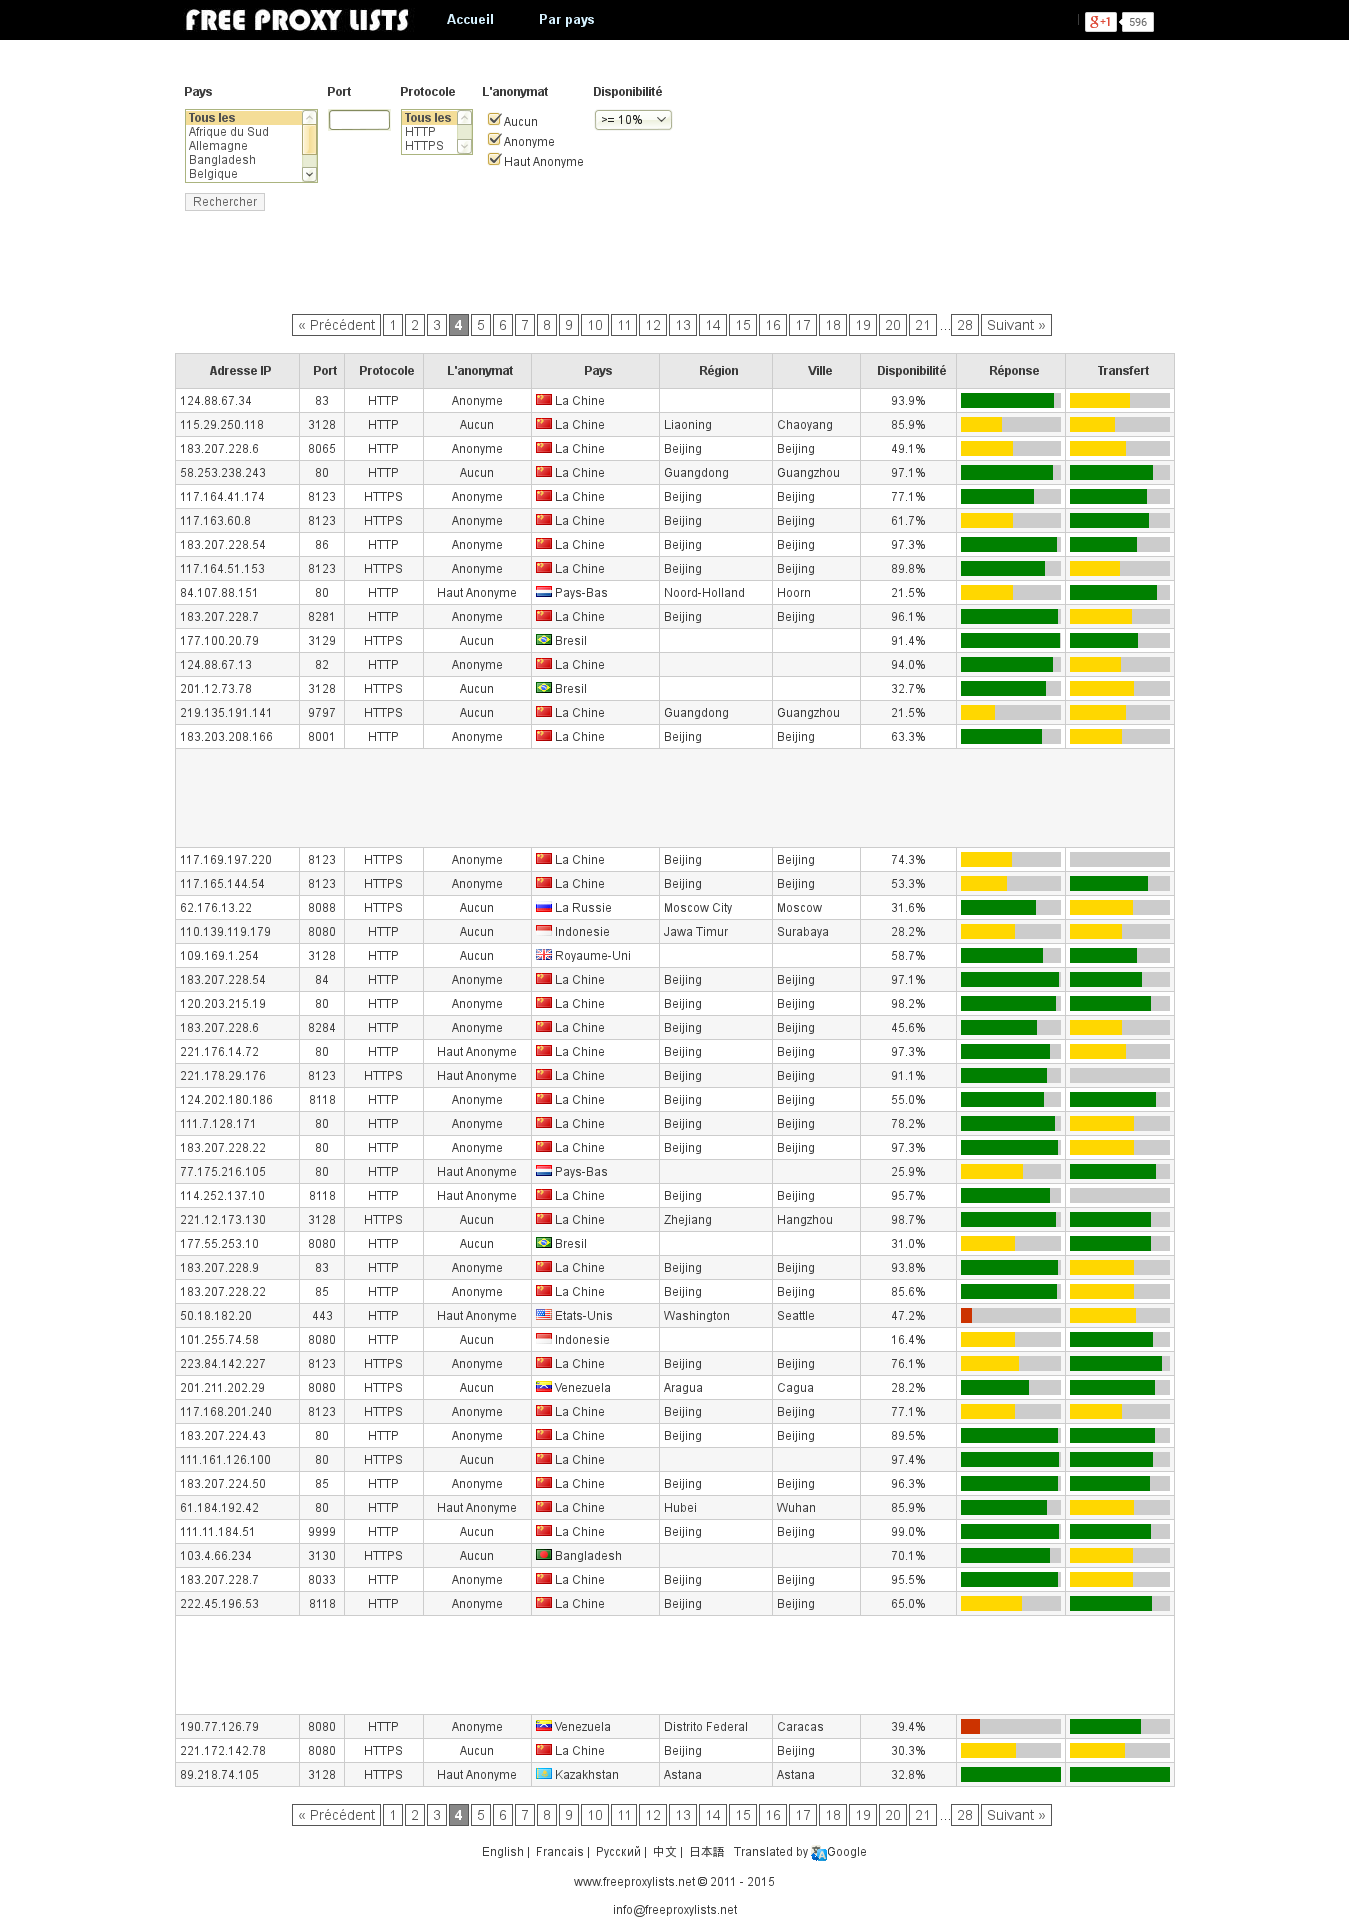 FREE PROXY LISTS Accueil Par pays g+1 596
Pays Port Protocole L'anonymat Disponibilité
Tous les Tous les Aucun >= 10%
Afrique du Sud HTTP Anonyme
Allemagne HTTPS Haut Anonyme
Bangladesh
Belgique
Rechercher
« Précédent 1 2 3 4 5 6 7 8 9 10 11 12 13 14 15 16 17 18 19 20 21 ... 28 Suivant »
Adresse IP Port Protocole L'anonymat Pays Région Ville Disponibilité Réponse Transfert
124.88.67.34 83 HTTP Anonyme La Chine 93.9%
115.29.250.118 3128 HTTP Aucun La Chine Liaoning Chaoyang 85.9%
183.207.228.6 8065 HTTP Anonyme La Chine Beijing Beijing 49.1%
58.253.238.243 80 HTTP Aucun La Chine Guangdong Guangzhou 97.1%
117.164.41.174 8123 HTTPS Anonyme La Chine Beijing Beijing 77.1%
117.163.60.8 8123 HTTPS Anonyme La Chine Beijing Beijing 61.7%
183.207.228.54 86 HTTP Anonyme La Chine Beijing Beijing 97.3%
117.164.51.153 8123 HTTPS Anonyme La Chine Beijing Beijing 89.8%
84.107.88.151 80 HTTP Haut Anonyme Pays-Bas Noord-Holland Hoorn 21.5%
183.207.228.7 8281 HTTP Anonyme La Chine Beijing Beijing 96.1%
177.100.20.79 3129 HTTPS Aucun Bresil 91.4%
124.88.67.13 82 HTTP Anonyme La Chine 94.0%
201.12.73.78 3128 HTTPS Aucun Bresil 32.7%
219.135.191.141 9797 HTTPS Aucun La Chine Guangdong Guangzhou 21.5%
183.203.208.166 8001 HTTP Anonyme La Chine Beijing Beijing 63.3%
117.169.197.220 8123 HTTPS Anonyme La Chine Beijing Beijing 74.3%
117.165.144.54 8123 HTTPS Anonyme La Chine Beijing Beijing 53.3%
62.176.13.22 8088 HTTPS Aucun La Russie Moscow City Moscow 31.6%
110.139.119.179 8080 HTTP Aucun Indonesie Jawa Timur Surabaya 28.2%
109.169.1.254 3128 HTTP Aucun Royaume-Uni 58.7%
183.207.228.54 84 HTTP Anonyme La Chine Beijing Beijing 97.1%
120.203.215.19 80 HTTP Anonyme La Chine Beijing Beijing 98.2%
183.207.228.6 8284 HTTP Anonyme La Chine Beijing Beijing 45.6%
221.176.14.72 80 HTTP Haut Anonyme La Chine Beijing Beijing 97.3%
221.178.29.176 8123 HTTPS Haut Anonyme La Chine Beijing Beijing 91.1%
124.202.180.186 8118 HTTP Anonyme La Chine Beijing Beijing 55.0%
111.7.128.171 80 HTTP Anonyme La Chine Beijing Beijing 78.2%
183.207.228.22 80 HTTP Anonyme La Chine Beijing Beijing 97.3%
77.175.216.105 80 HTTP Haut Anonyme Pays-Bas 25.9%
114.252.137.10 8118 HTTP Haut Anonyme La Chine Beijing Beijing 95.7%
221.12.173.130 3128 HTTPS Aucun La Chine Zhejiang Hangzhou 98.7%
177.55.253.10 8080 HTTP Aucun Bresil 31.0%
183.207.228.9 83 HTTP Anonyme La Chine Beijing Beijing 93.8%
183.207.228.22 85 HTTP Anonyme La Chine Beijing Beijing 85.6%
50.18.182.20 443 HTTP Haut Anonyme Etats-Unis Washington Seattle 47.2%
101.255.74.58 8080 HTTP Aucun Indonesie 16.4%
223.84.142.227 8123 HTTPS Anonyme La Chine Beijing Beijing 76.1%
201.211.202.29 8080 HTTPS Aucun Venezuela Aragua Cagua 28.2%
117.168.201.240 8123 HTTPS Anonyme La Chine Beijing Beijing 77.1%
183.207.224.43 80 HTTP Anonyme La Chine Beijing Beijing 89.5%
111.161.126.100 80 HTTPS Aucun La Chine 97.4%
183.207.224.50 85 HTTP Anonyme La Chine Beijing Beijing 96.3%
61.184.192.42 80 HTTP Haut Anonyme La Chine Hubei Wuhan 85.9%
111.11.184.51 9999 HTTP Aucun La Chine Beijing Beijing 99.0%
103.4.66.234 3130 HTTPS Aucun Bangladesh 70.1%
183.207.228.7 8033 HTTP Anonyme La Chine Beijing Beijing 95.5%
222.45.196.53 8118 HTTP Anonyme La Chine Beijing Beijing 65.0%
190.77.126.79 8080 HTTP Anonyme Venezuela Distrito Federal Caracas 39.4%
221.172.142.78 8080 HTTPS Aucun La Chine Beijing Beijing 30.3%
89.218.74.105 3128 HTTPS Haut Anonyme Kazakhstan Astana Astana 32.8%
« Précédent 1 2 3 4 5 6 7 8 9 10 11 12 13 14 15 16 17 18 19 20 21 ... 28 Suivant »
English | Francais | Русский | 中文 | 日本語 Translated by Google
www.freeproxylists.net © 2011 - 2015
info@freeproxylists.net